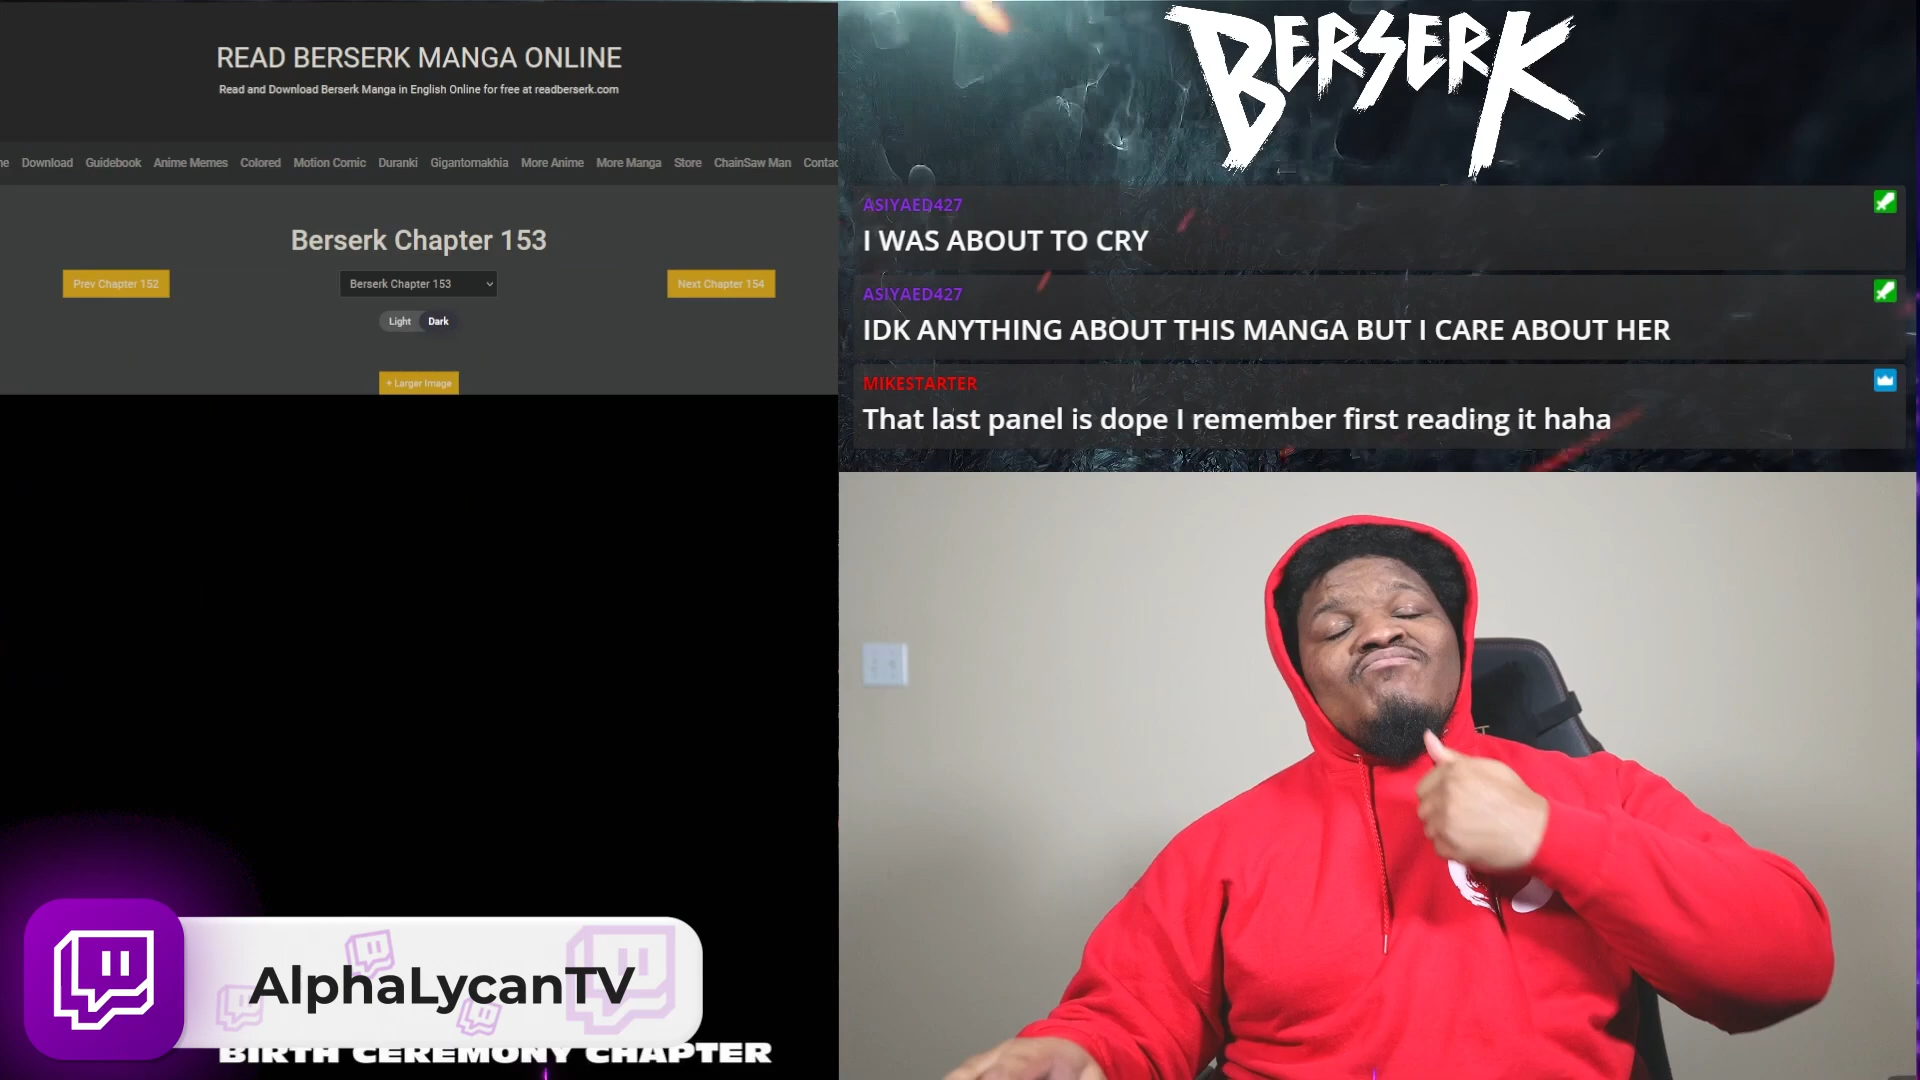 READ BERSERK MANGA ONLINE
Read and Download Berserk Manga in English Online for free at readberserk.com
Download Guidebook Anime Memes Colored Motion Comic Duranki Gigantomakhia More Anime More Manga Store ChainSaw Man
Berserk Chapter 153
Prev Chapter 152
Berserk Chapter 153
Next Chapter 154
Light Dark
+ Larger Image
AlphaLycanTV
BIRTH CEREMONY CHAPTER
BERSERK
ASIYAED427
I WAS ABOUT TO CRY
ASIYAED427
IDK ANYTHING ABOUT THIS MANGA BUT I CARE ABOUT HER
MIKESTARTER
That last panel is dope I remember first reading it haha